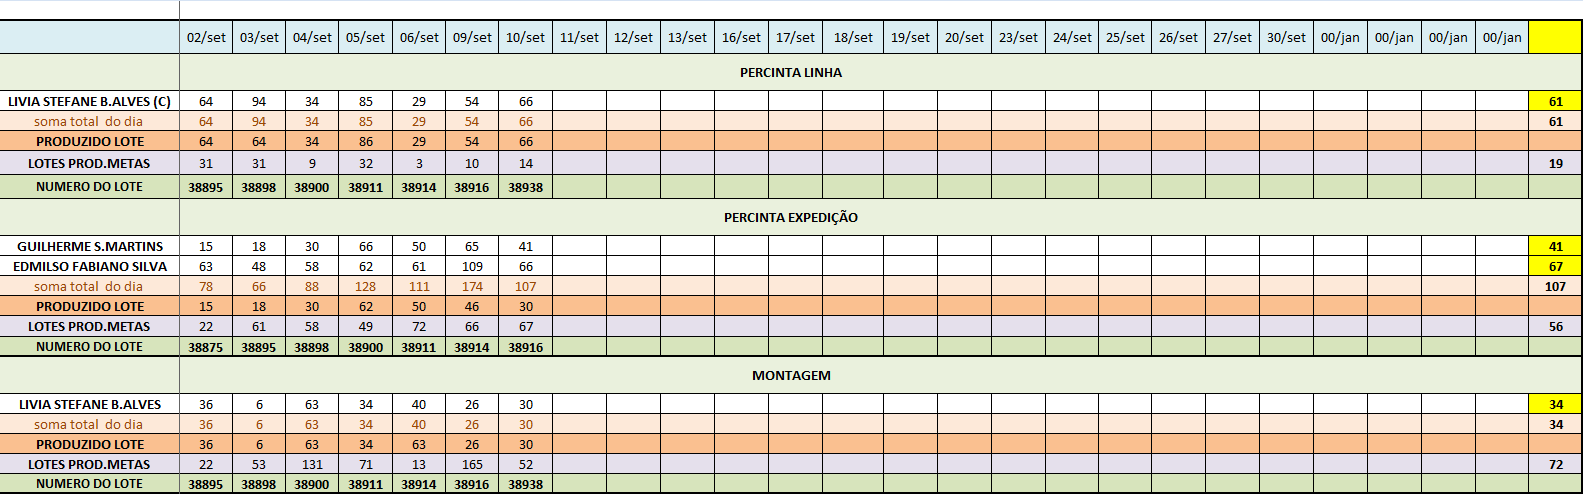 02/set 03/set 04/set 05/set 06/set 09/set 10/set 11/set 12/set 13/set 16/set 17/set 18/set 19/set 20/set 23/set 24/set 25/set 26/set 27/set 30/set 00/jan 00/jan 00/jan 00/jan
PERCINTA LINHA
LIVIA STEFANE B.ALVES (C) 64 94 34 85 29 54 66 61
soma total do dia 64 94 34 85 29 54 66 61
PRODUZIDO LOTE 64 64 34 86 29 54 66
LOTES PROD.METAS 31 31 9 32 3 10 14 19
NUMERO DO LOTE 38895 38898 38900 38911 38914 38916 38938
PERCINTA EXPEDIÇÃO
GUILHERME S.MARTINS 15 18 30 66 50 65 41 41
EDMILSO FABIANO SILVA 63 48 58 62 61 109 66 67
soma total do dia 78 66 88 128 111 174 107 107
PRODUZIDO LOTE 15 18 30 62 50 46 30
LOTES PROD.METAS 22 61 58 49 72 66 67 56
NUMERO DO LOTE 38875 38895 38898 38900 38911 38914 38916
MONTAGEM
LIVIA STEFANE B.ALVES 36 6 63 34 40 26 30 34
soma total do dia 36 6 63 34 40 26 30 34
PRODUZIDO LOTE 36 6 63 34 63 26 30
LOTES PROD.METAS 22 53 131 71 13 165 52 72
NUMERO DO LOTE 38895 38898 38900 38911 38914 38916 38938